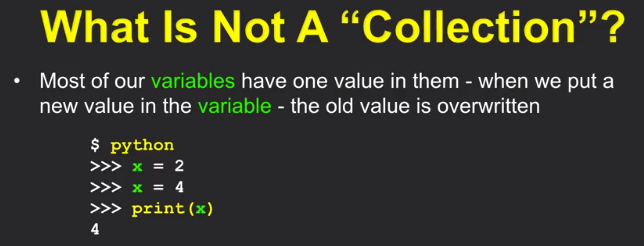 What Is Not A “Collection”?
• Most of our variables have one value in them - when we put a
new value in the variable - the old value is overwritten
$ python
>>> x = 2
>>> x = 4
>>> print(x)
4